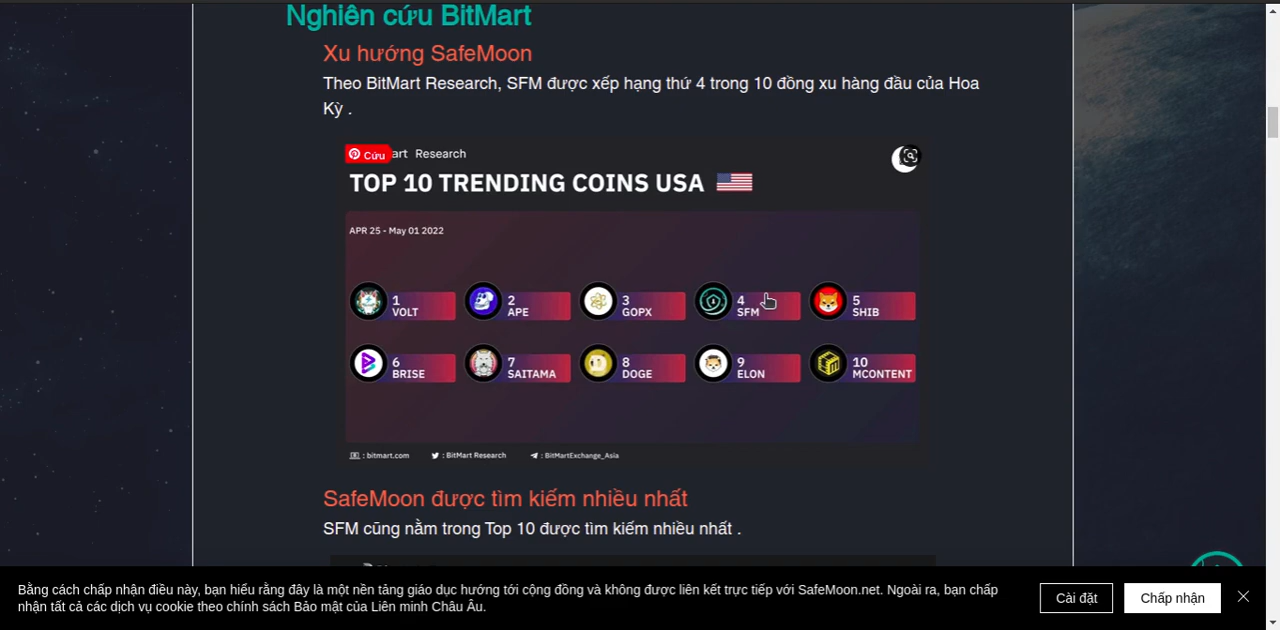 Nghiên cứu BitMart
Xu hướng SafeMoon
Theo BitMart Research, SFM được xếp hạng thứ 4 trong 10 đồng xu hàng đầu của Hoa
Kỳ .
Cứu
art Research
TOP 10 TRENDING COINS USA
APR 25 - May 01 2022
1 VOLT
2 APE
3 GOPX
4 SFM
5 SHIB
6 BRISE
7 SAITAMA
8 DOGE
9 ELON
10 MCONTENT
: bitmart.com
: BitMart Research
: BitMartExchange_Asia
SafeMoon được tìm kiếm nhiều nhất
SFM cũng nằm trong Top 10 được tìm kiếm nhiều nhất .
Bằng cách chấp nhận điều này, bạn hiểu rằng đây là một nền tảng giáo dục hướng tới cộng đồng và không được liên kết trực tiếp với SafeMoon.net. Ngoài ra, bạn chấp
nhận tất cả các dịch vụ cookie theo chính sách Bảo mật của Liên minh Châu Âu.
Cài đặt
Chấp nhận